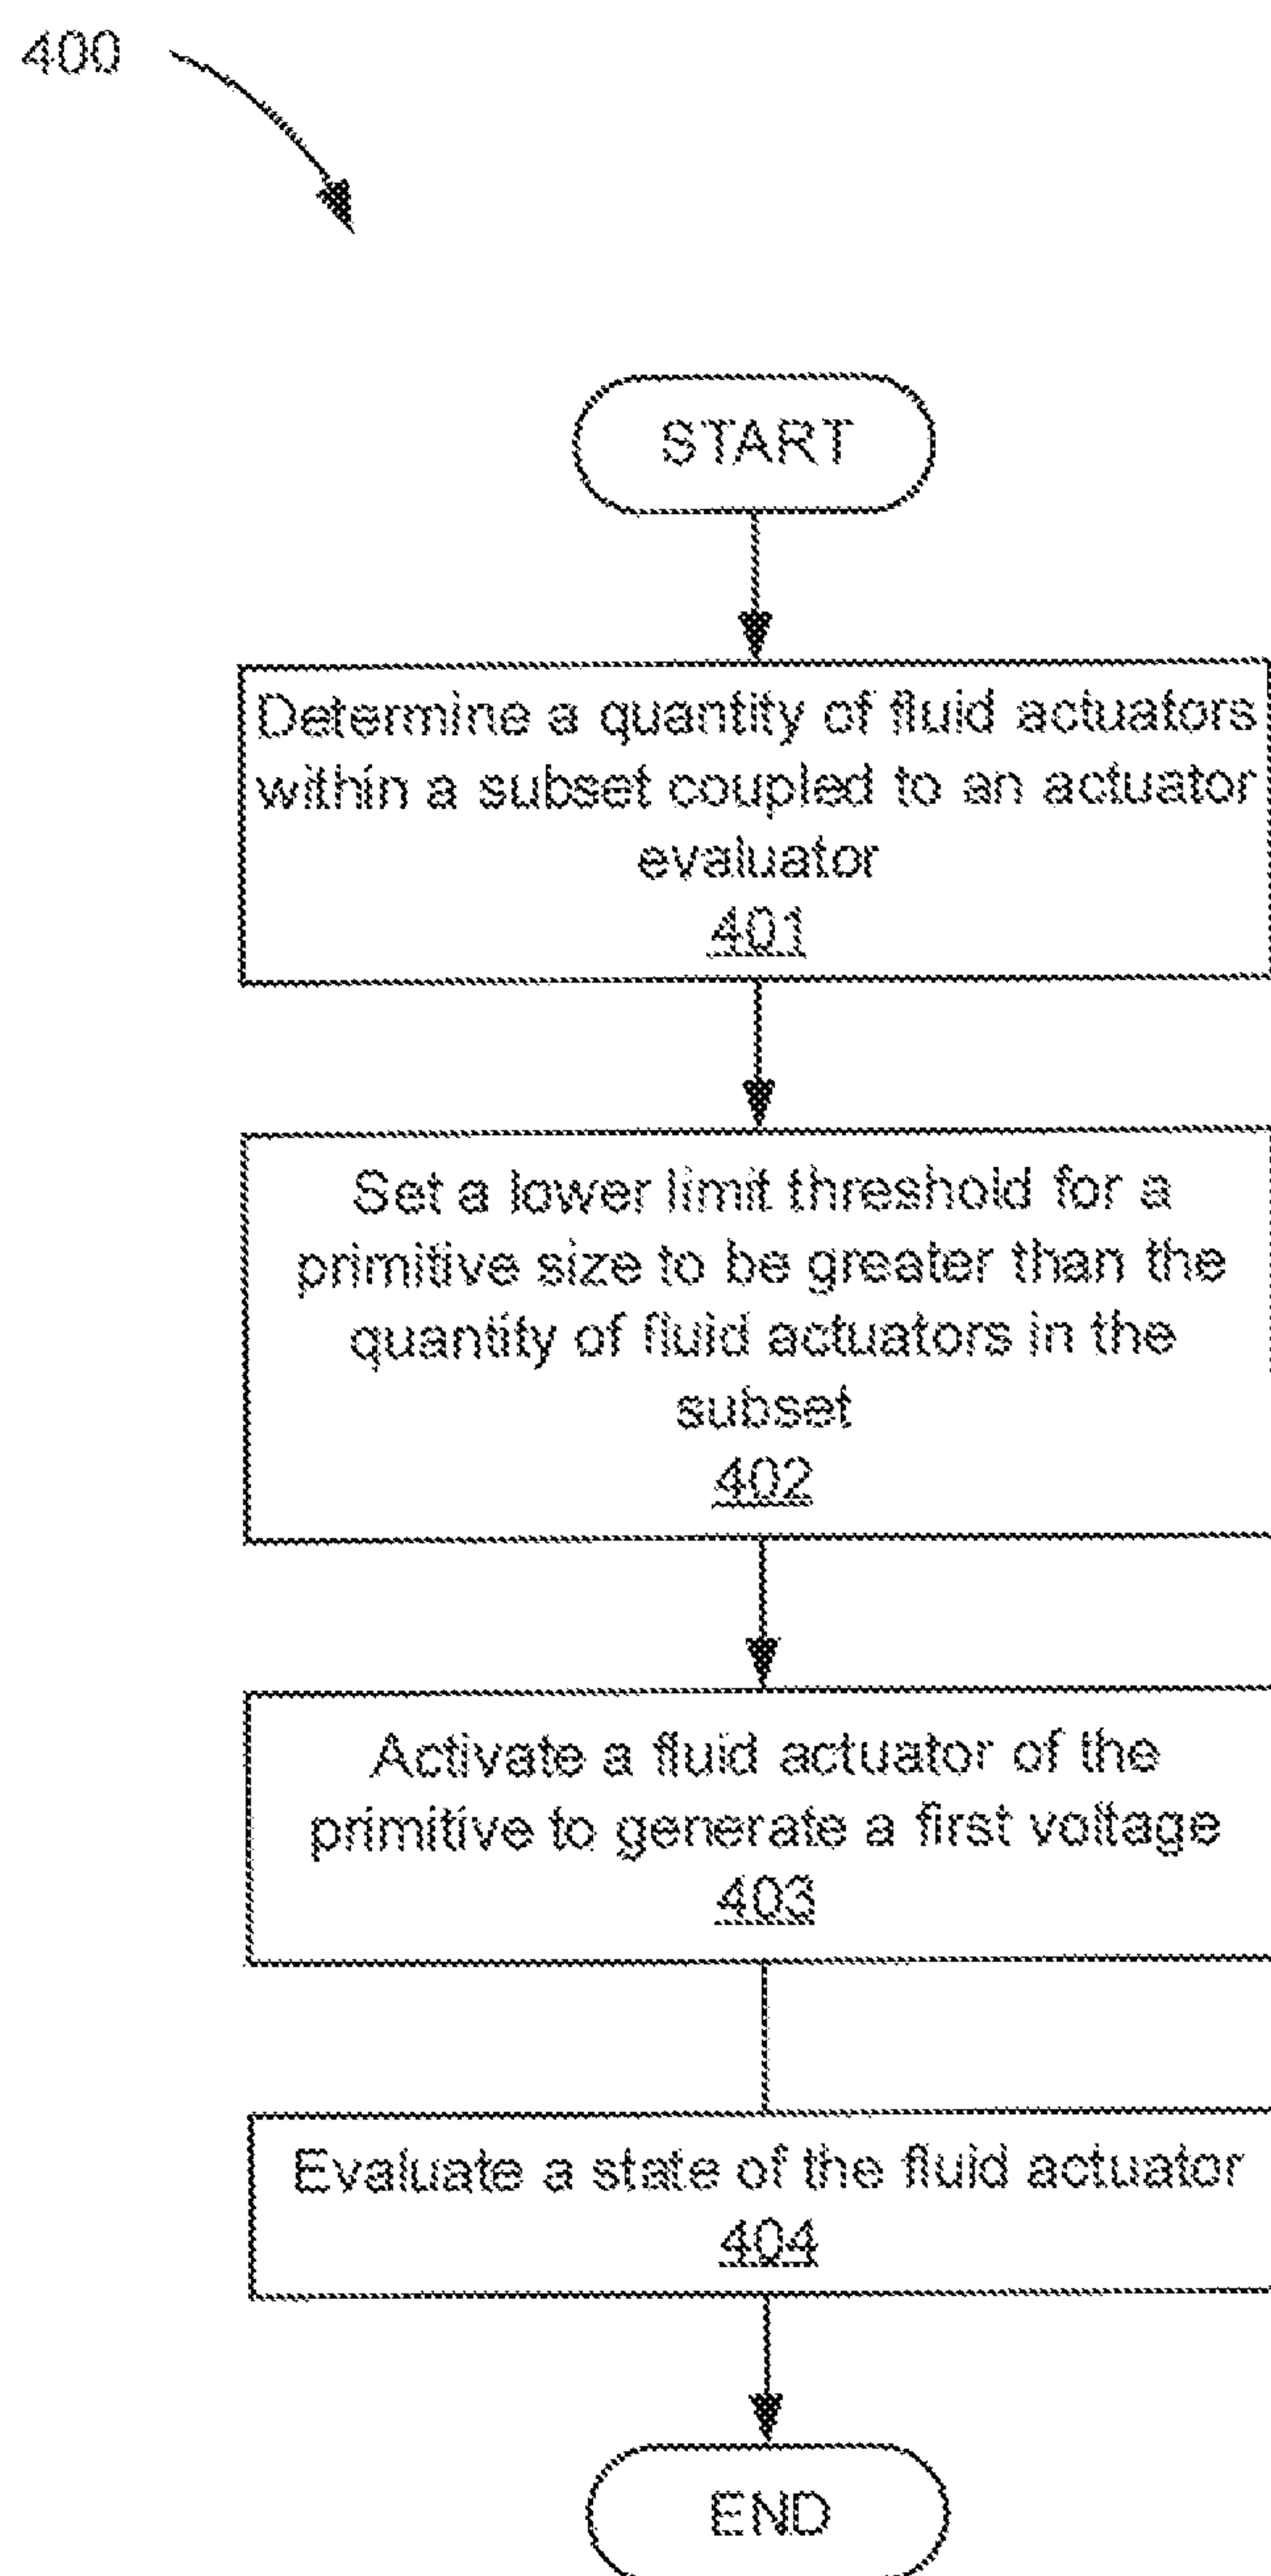 400
START
Determine a quantity of fluid actuators
within a subset coupled to an actuator
evaluator
401
Set a lower limit threshold for a
primitive size to be greater than the
quantity of fluid actuators in the
subset
402
Activate a fluid actuator of the
primitive to generate a first voltage
403
Evaluate a state of the fluid actuator
404
END